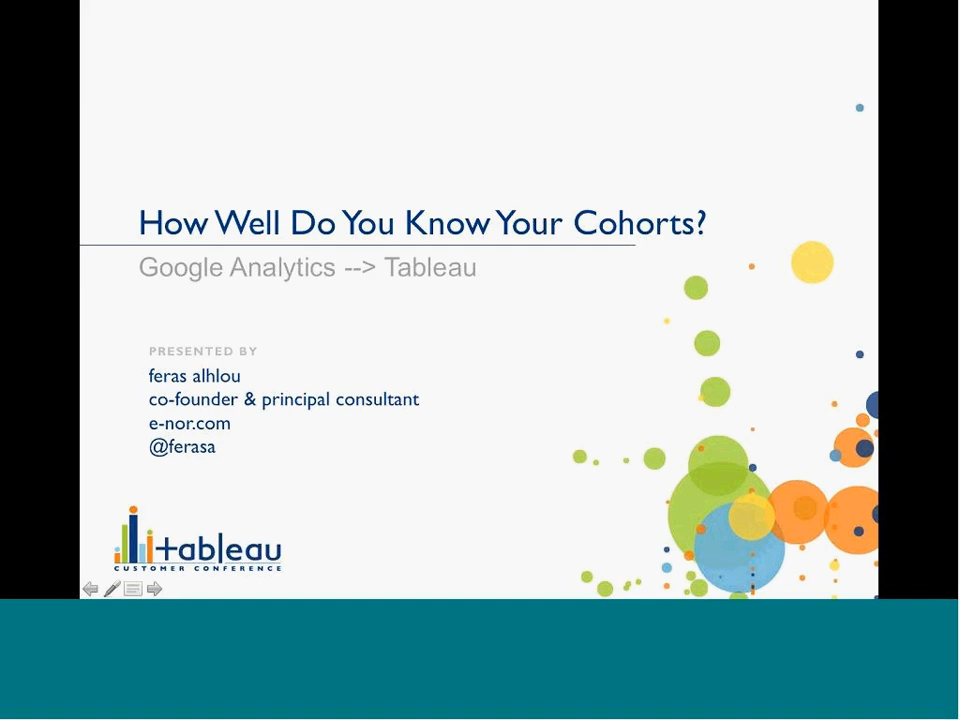 How Well Do You Know Your Cohorts?
Google Analytics --> Tableau
PRESENTED BY
feras alhlou
co-founder & principal consultant
e-nor.com
@ferasa
+ableau
CUSTOMER CONFERENCE